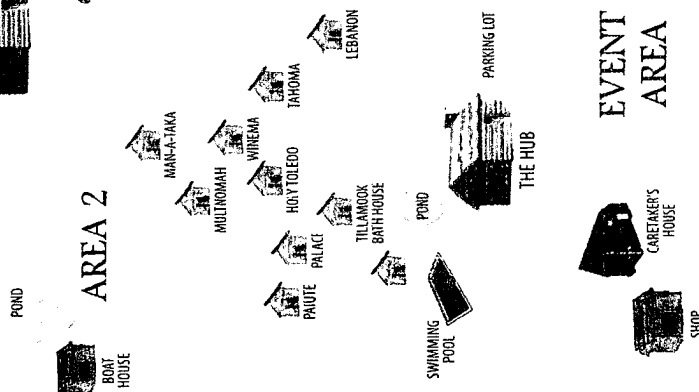 POND
AREA 2
BOAT
HOUSE
MAN-A-TAKA
MULTNOMAH
WINEMA
HOLY TOLEDO
TAHOMA
PAIUTE
PALACE
LEBANON
TILLAMOOK
BATH HOUSE
POND
SWIMMING
POOL
PARKING LOT
THE HUB
EVENT
AREA
CARETAKER'S
HOUSE
SHOP